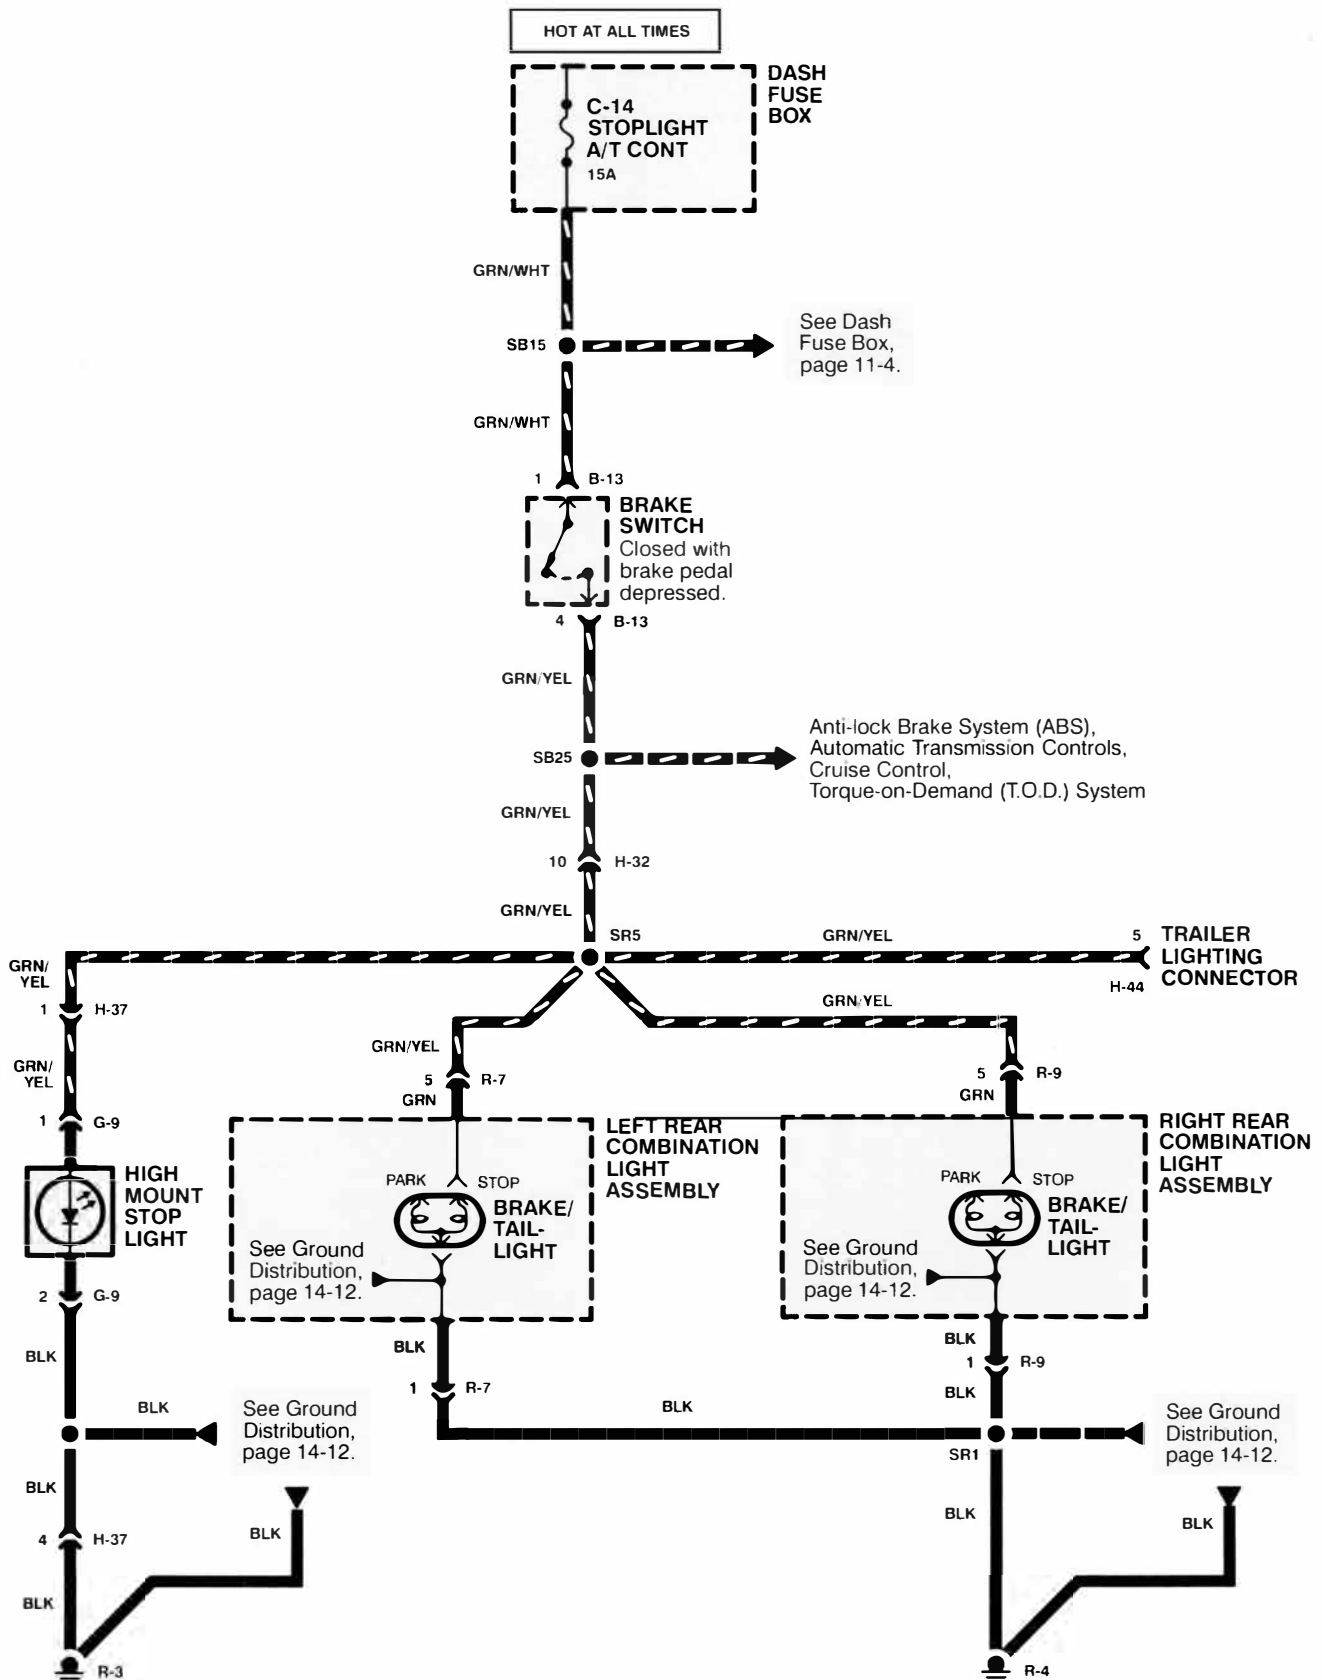 HOT AT ALL TIMES
DASH
FUSE
BOX
C-14
STOPLIGHT
A/T CONT
15A
GRN/WHT
SB15
See Dash
Fuse Box,
page 11-4.
GRN/WHT
1
B-13
BRAKE
SWITCH
Closed with
brake pedal
depressed.
4
B-13
GRN/YEL
SB25
Anti-lock Brake System (ABS),
Automatic Transmission Controls,
Cruise Control,
Torque-on-Demand (T.O.D.) System
GRN/YEL
10
H-32
GRN/YEL
SR5
GRN/YEL
5
TRAILER
LIGHTING
CONNECTOR
H-44
GRN/
YEL
1
H-37
GRN/YEL
GRN/YEL
GRN/
YEL
5
R-7
GRN
5
R-9
GRN
1
G-9
HIGH
MOUNT
STOP
LIGHT
LEFT REAR
COMBINATION
LIGHT
ASSEMBLY
PARK
STOP
BRAKE/
TAIL-
LIGHT
See Ground
Distribution,
page 14-12.
RIGHT REAR
COMBINATION
LIGHT
ASSEMBLY
PARK
STOP
BRAKE/
TAIL-
LIGHT
See Ground
Distribution,
page 14-12.
2
G-9
BLK
BLK
1
R-7
BLK
1
R-9
BLK
BLK
See Ground
Distribution,
page 14-12.
BLK
SR1
See Ground
Distribution,
page 14-12.
BLK
4
H-37
BLK
BLK
BLK
BLK
R-3
R-4